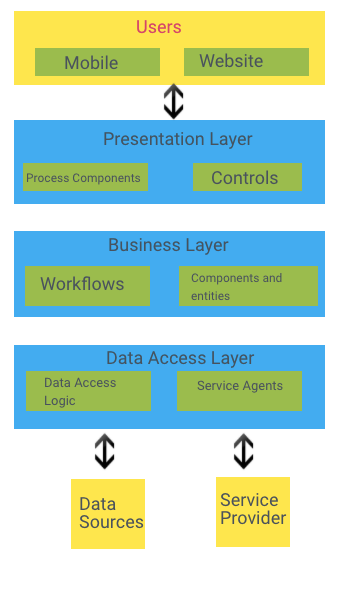 Users
Mobile
Website
Presentation Layer
Process Components
Controls
Business Layer
Workflows
Components and
entities
Data Access Layer
Data Access
Logic
Service Agents
Data
Sources
Service
Provider